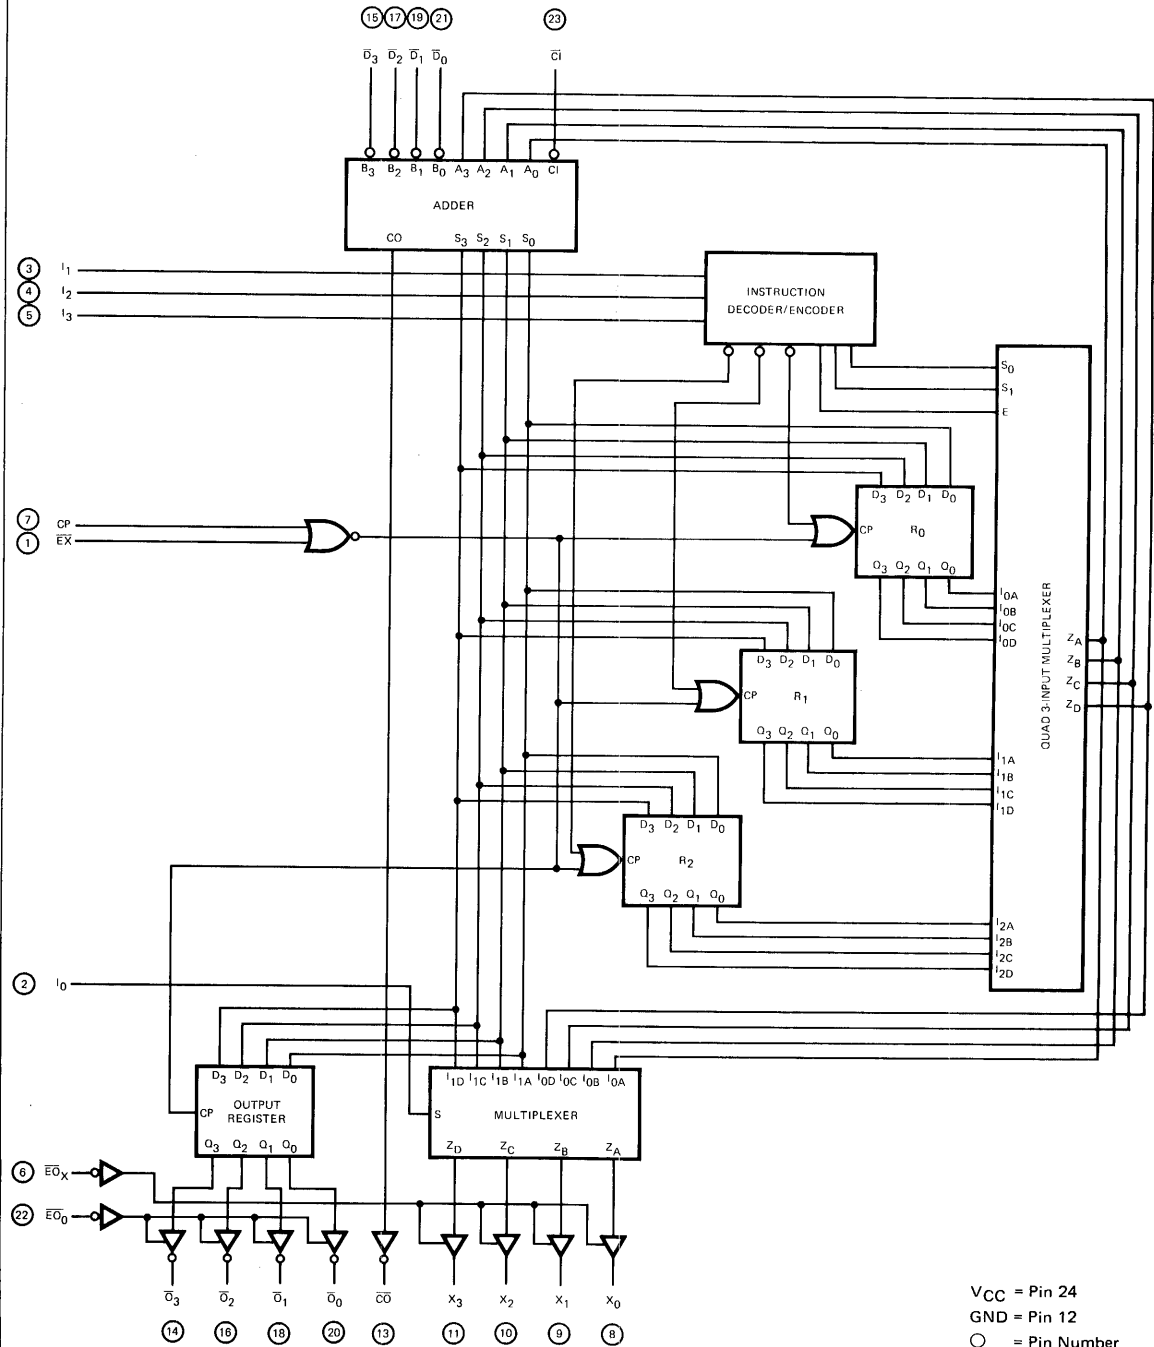 15 17 19 21 23
D̅3 D̅2 D̅1 D̅0 C̅I̅
B3 B2 B1 B0 A3 A2 A1 A0 CI
ADDER
CO S3 S2 S1 S0
3 I1
4 I2
5 I3
INSTRUCTION
DECODER/ENCODER
S0
S1
E
D3 D2 D1 D0
7 CP
1 E̅X̅
CP R0
Q3 Q2 Q1 Q0
I0A
I0B
I0C
I0D
QUAD 3-INPUT MULTIPLEXER
ZA
ZB
ZC
ZD
D3 D2 D1 D0
CP R1
Q3 Q2 Q1 Q0
I1A
I1B
I1C
I1D
D3 D2 D1 D0
CP R2
Q3 Q2 Q1 Q0
I2A
I2B
I2C
I2D
2 I0
D3 D2 D1 D0
CP OUTPUT
REGISTER
Q3 Q2 Q1 Q0
I1D I1C I1B I1A I0D I0C I0B I0A
S MULTIPLEXER
ZD ZC ZB ZA
6 E̅O̅X
22 E̅O̅0
O̅3 O̅2 O̅1 O̅0 C̅O̅ X3 X2 X1 X0
14 16 18 20 13 11 10 9 8
VCC = Pin 24
GND = Pin 12
○ = Pin Number